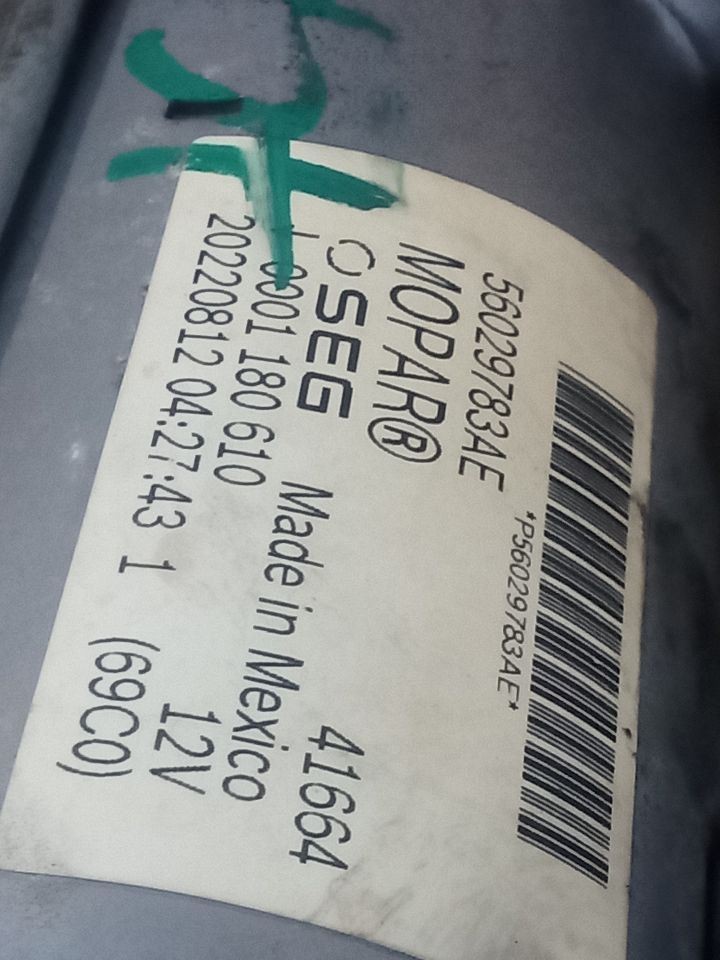 *P56029783AE*
56029783AE
MOPAR®
SEG 41664
0001 180 610 Made in Mexico
20220812 04:27:43 1 12V
(69C0)